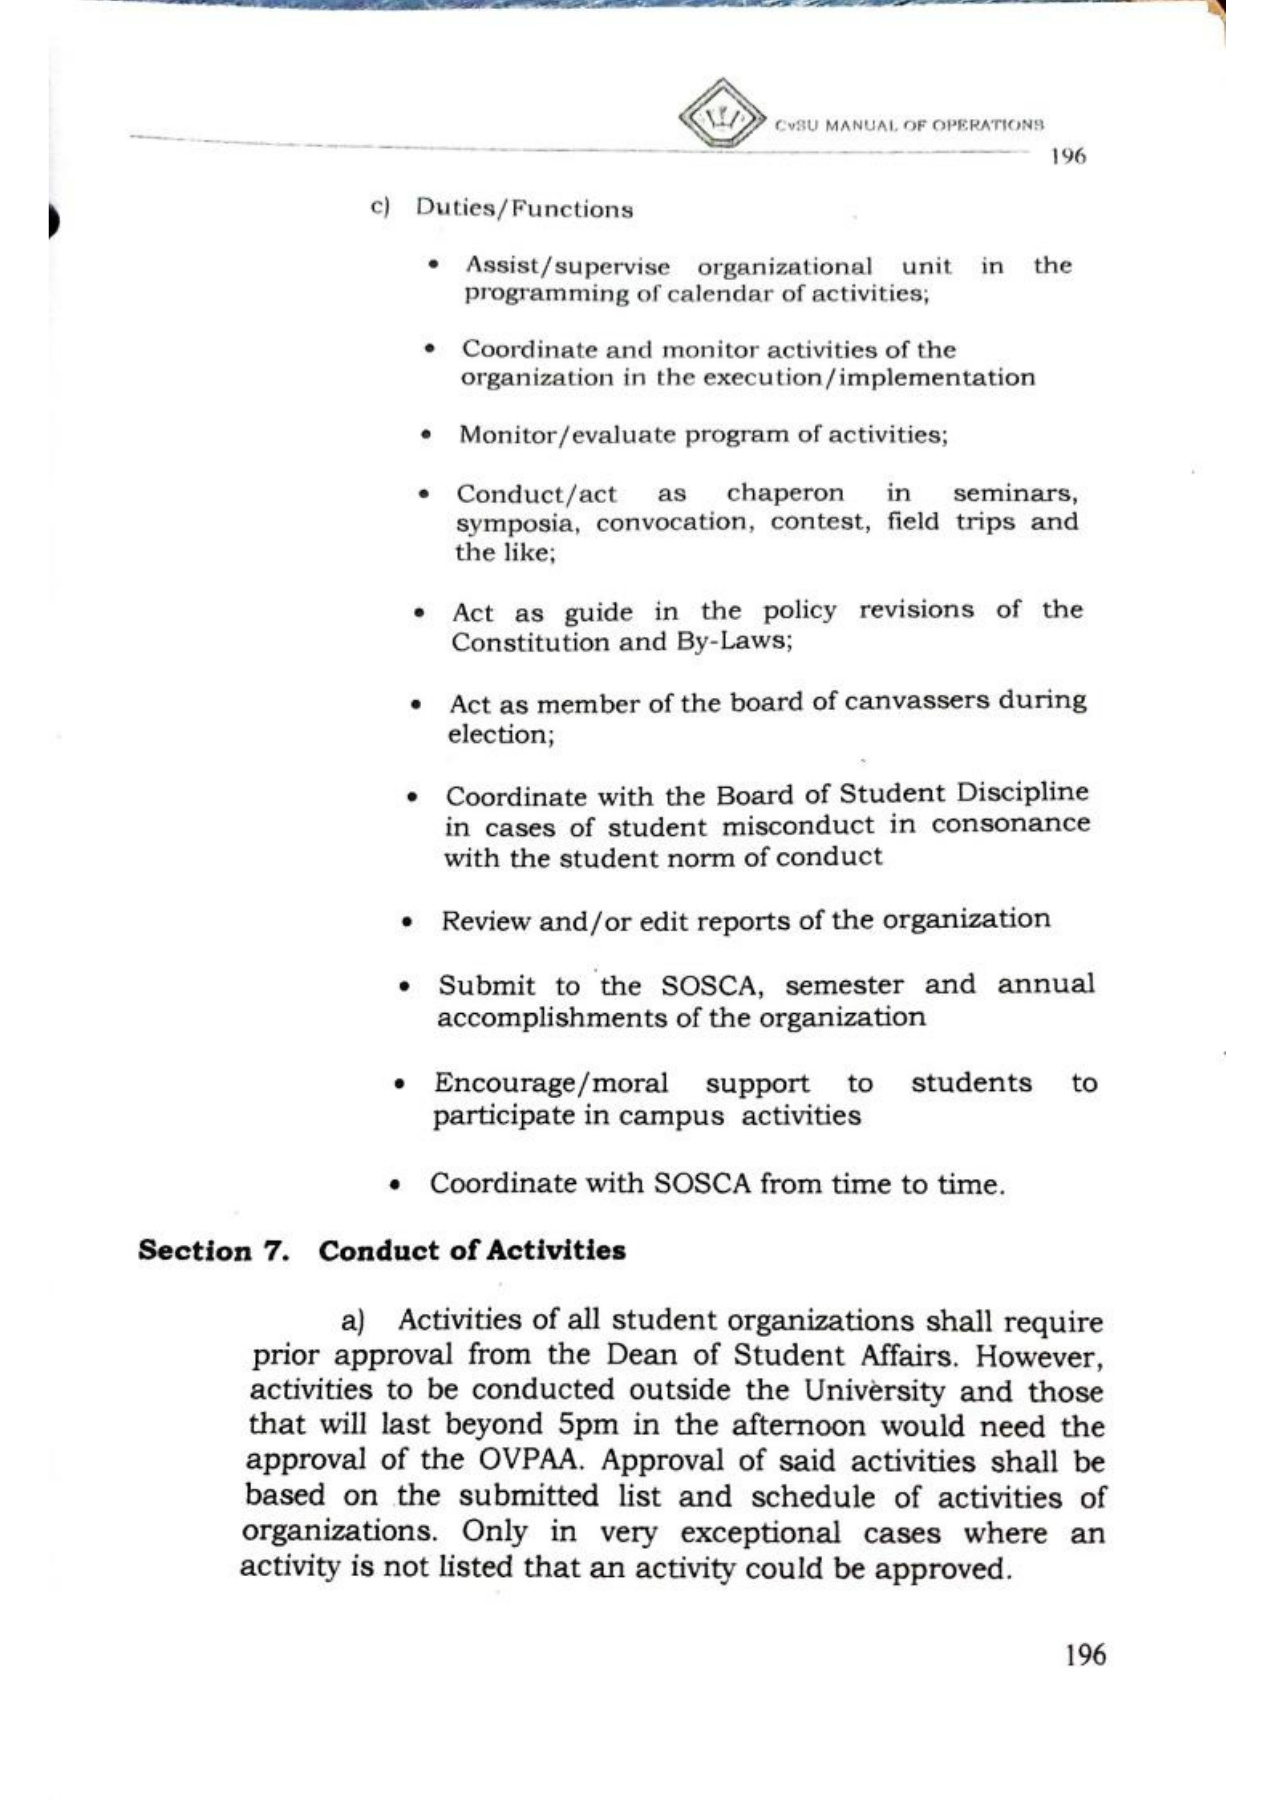 CvSU MANUAL OF OPERATIONS
196
c) Duties/Functions
• Assist/supervise organizational unit in the
programming of calendar of activities;
• Coordinate and monitor activities of the
organization in the execution/implementation
• Monitor/evaluate program of activities;
• Conduct/act as chaperon in seminars,
symposia, convocation, contest, field trips and
the like;
• Act as guide in the policy revisions of the
Constitution and By-Laws;
• Act as member of the board of canvassers during
election;
• Coordinate with the Board of Student Discipline
in cases of student misconduct in consonance
with the student norm of conduct
• Review and/or edit reports of the organization
• Submit to the SOSCA, semester and annual
accomplishments of the organization
• Encourage/moral support to students to
participate in campus activities
• Coordinate with SOSCA from time to time.
Section 7. Conduct of Activities
a) Activities of all student organizations shall require
prior approval from the Dean of Student Affairs. However,
activities to be conducted outside the University and those
that will last beyond 5pm in the afternoon would need the
approval of the OVPAA. Approval of said activities shall be
based on the submitted list and schedule of activities of
organizations. Only in very exceptional cases where an
activity is not listed that an activity could be approved.
196